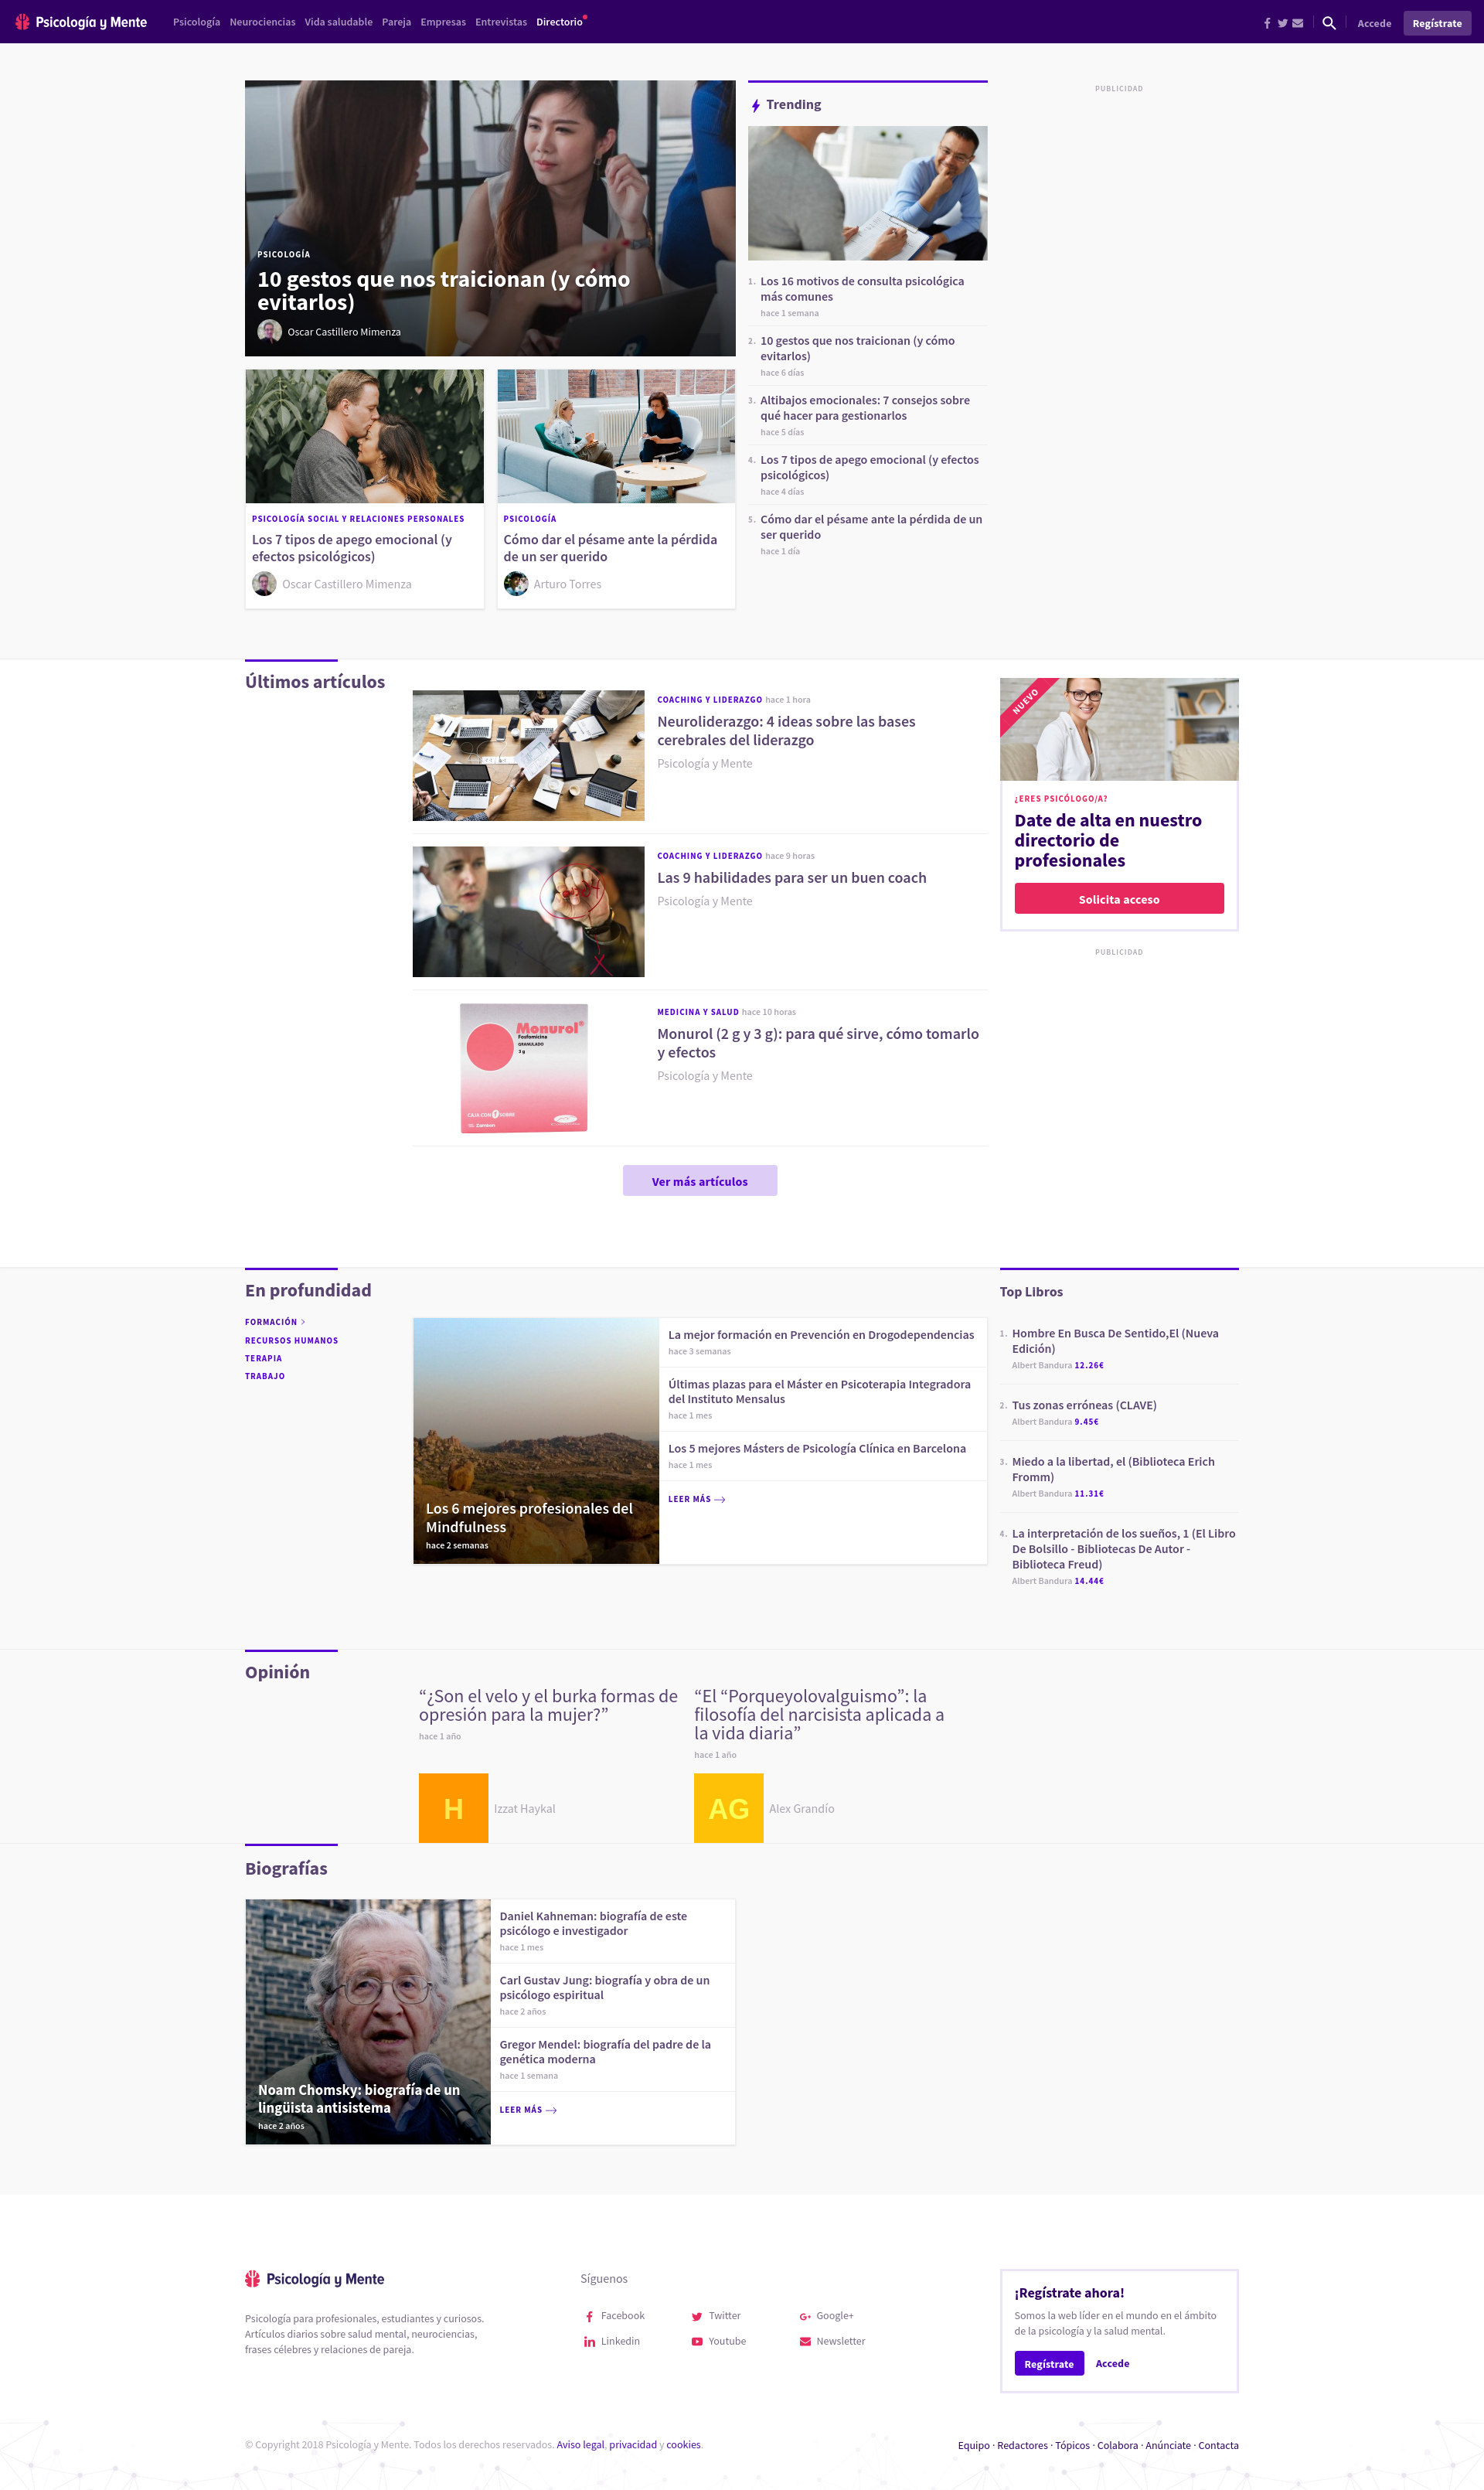 Psicología y Mente
Psicología Neurociencias Vida saludable Pareja Empresas Entrevistas Directorio
Accede Regístrate
PSICOLOGÍA
10 gestos que nos traicionan (y cómo
evitarlos)
Oscar Castillero Mimenza
PSICOLOGÍA SOCIAL Y RELACIONES PERSONALES
Los 7 tipos de apego emocional (y
efectos psicológicos)
Oscar Castillero Mimenza
PSICOLOGÍA
Cómo dar el pésame ante la pérdida
de un ser querido
Arturo Torres
Trending
1. Los 16 motivos de consulta psicológica
más comunes
hace 1 semana
2. 10 gestos que nos traicionan (y cómo
evitarlos)
hace 6 días
3. Altibajos emocionales: 7 consejos sobre
qué hacer para gestionarlos
hace 5 días
4. Los 7 tipos de apego emocional (y efectos
psicológicos)
hace 4 días
5. Cómo dar el pésame ante la pérdida de un
ser querido
hace 1 día
PUBLICIDAD
Últimos artículos
COACHING Y LIDERAZGO hace 1 hora
Neuroliderazgo: 4 ideas sobre las bases
cerebrales del liderazgo
Psicología y Mente
COACHING Y LIDERAZGO hace 9 horas
Las 9 habilidades para ser un buen coach
Psicología y Mente
Monurol®
Fosfomicina
GRANULADO
3 g
CAJA CON 1 SOBRE
MEDICINA Y SALUD hace 10 horas
Monurol (2 g y 3 g): para qué sirve, cómo tomarlo
y efectos
Psicología y Mente
Ver más artículos
NUEVO
¿ERES PSICÓLOGO/A?
Date de alta en nuestro
directorio de
profesionales
Solicita acceso
PUBLICIDAD
En profundidad
FORMACIÓN
RECURSOS HUMANOS
TERAPIA
TRABAJO
Los 6 mejores profesionales del
Mindfulness
hace 2 semanas
La mejor formación en Prevención en Drogodependencias
hace 3 semanas
Últimas plazas para el Máster en Psicoterapia Integradora
del Instituto Mensalus
hace 1 mes
Los 5 mejores Másters de Psicología Clínica en Barcelona
hace 1 mes
LEER MÁS
Top Libros
1. Hombre En Busca De Sentido,El (Nueva
Edición)
Albert Bandura 12.26€
2. Tus zonas erróneas (CLAVE)
Albert Bandura 9.45€
3. Miedo a la libertad, el (Biblioteca Erich
Fromm)
Albert Bandura 11.31€
4. La interpretación de los sueños, 1 (El Libro
De Bolsillo - Bibliotecas De Autor -
Biblioteca Freud)
Albert Bandura 14.44€
Opinión
“¿Son el velo y el burka formas de
opresión para la mujer?”
hace 1 año
H
Izzat Haykal
“El “Porqueyolovalguismo”: la
filosofía del narcisista aplicada a
la vida diaria”
hace 1 año
AG
Alex Grandío
Biografías
Noam Chomsky: biografía de un
lingüista antisistema
hace 2 años
Daniel Kahneman: biografía de este
psicólogo e investigador
hace 1 mes
Carl Gustav Jung: biografía y obra de un
psicólogo espiritual
hace 2 años
Gregor Mendel: biografía del padre de la
genética moderna
hace 1 semana
LEER MÁS
Psicología y Mente
Psicología para profesionales, estudiantes y curiosos.
Artículos diarios sobre salud mental, neurociencias,
frases célebres y relaciones de pareja.
Síguenos
Facebook
Twitter
Google+
Linkedin
Youtube
Newsletter
¡Regístrate ahora!
Somos la web líder en el mundo en el ámbito
de la psicología y la salud mental.
Regístrate Accede
© Copyright 2018 Psicología y Mente. Todos los derechos reservados. Aviso legal, privacidad y cookies.
Equipo · Redactores · Tópicos · Colabora · Anúnciate · Contacta